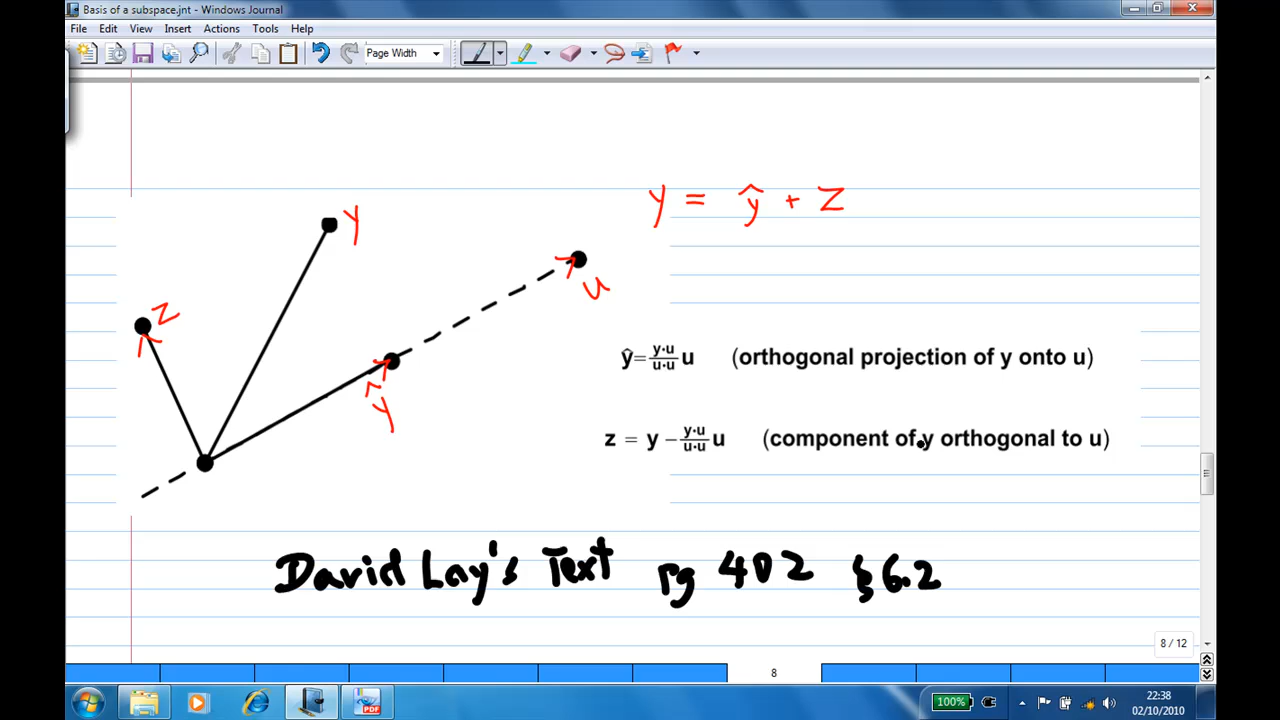 Basis of a subspace.jnt - Windows Journal
File Edit View Insert Actions Tools Help
Page Width
y = ŷ + z
y
u
z
ŷ
ŷ = y·u/u·u u (orthogonal projection of y onto u)
z = y − y·u/u·u u (component of y orthogonal to u)
David Lay's Text pg 402 §6.2
8 / 12
8
100%
22:38
02/10/2010
PDF